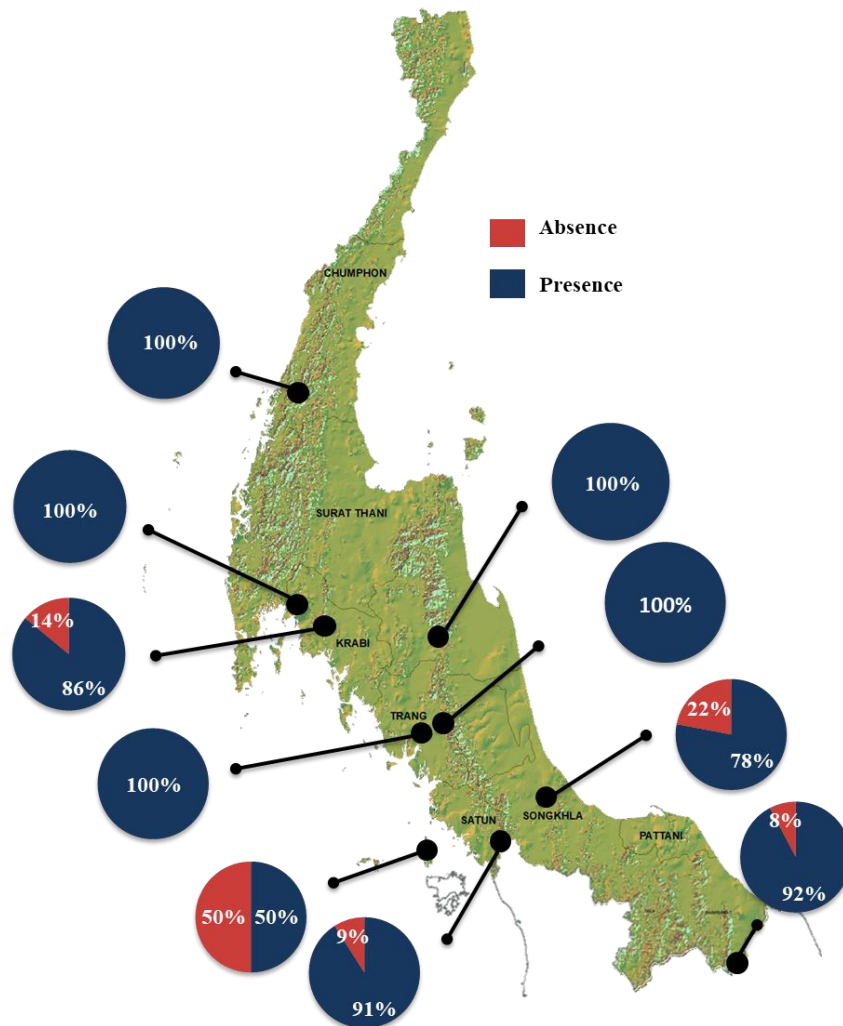 Absence
CHUMPHON
Presence
100%
100%
SURAT THANI
100%
14%
100%
KRABI
86%
22%
TRANG
100%
78%
SATUN
SONGKHLA
8%
PATTANI
92%
50% 50%
9%
91%